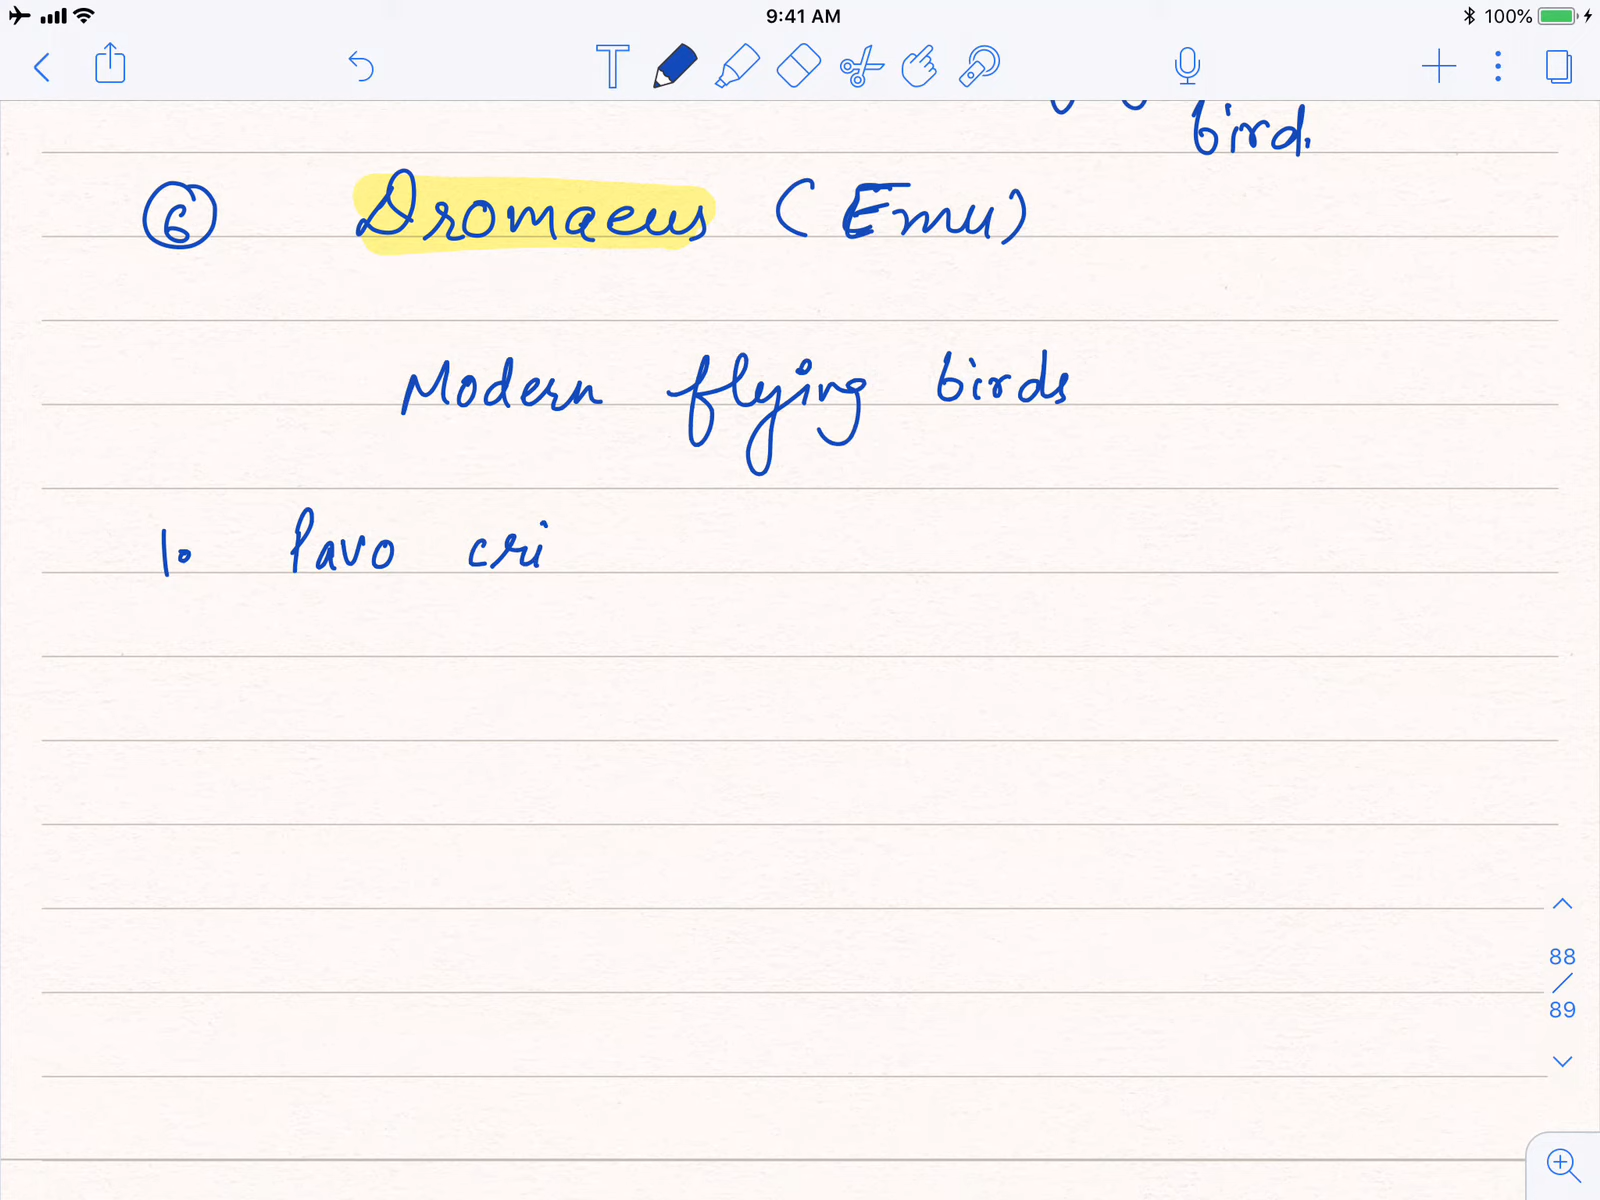 9:41 AM
100%
T
bird.
6 Dromaeus (Emu)
Modern flying birds
1. Pavo cri
88
/
89